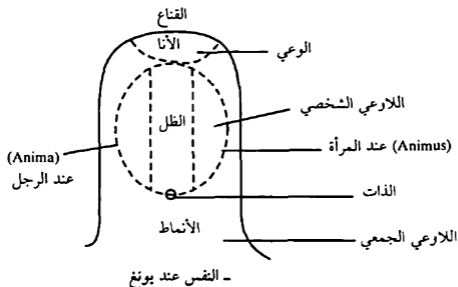 القناع
الأنا
الوعي
اللاوعي الشخصي
الظل
(Anima)
عند الرجل
(Animus) عند المرأة
الذات
الأنماط
اللاوعي الجمعي
ـ النفس عند يونغ